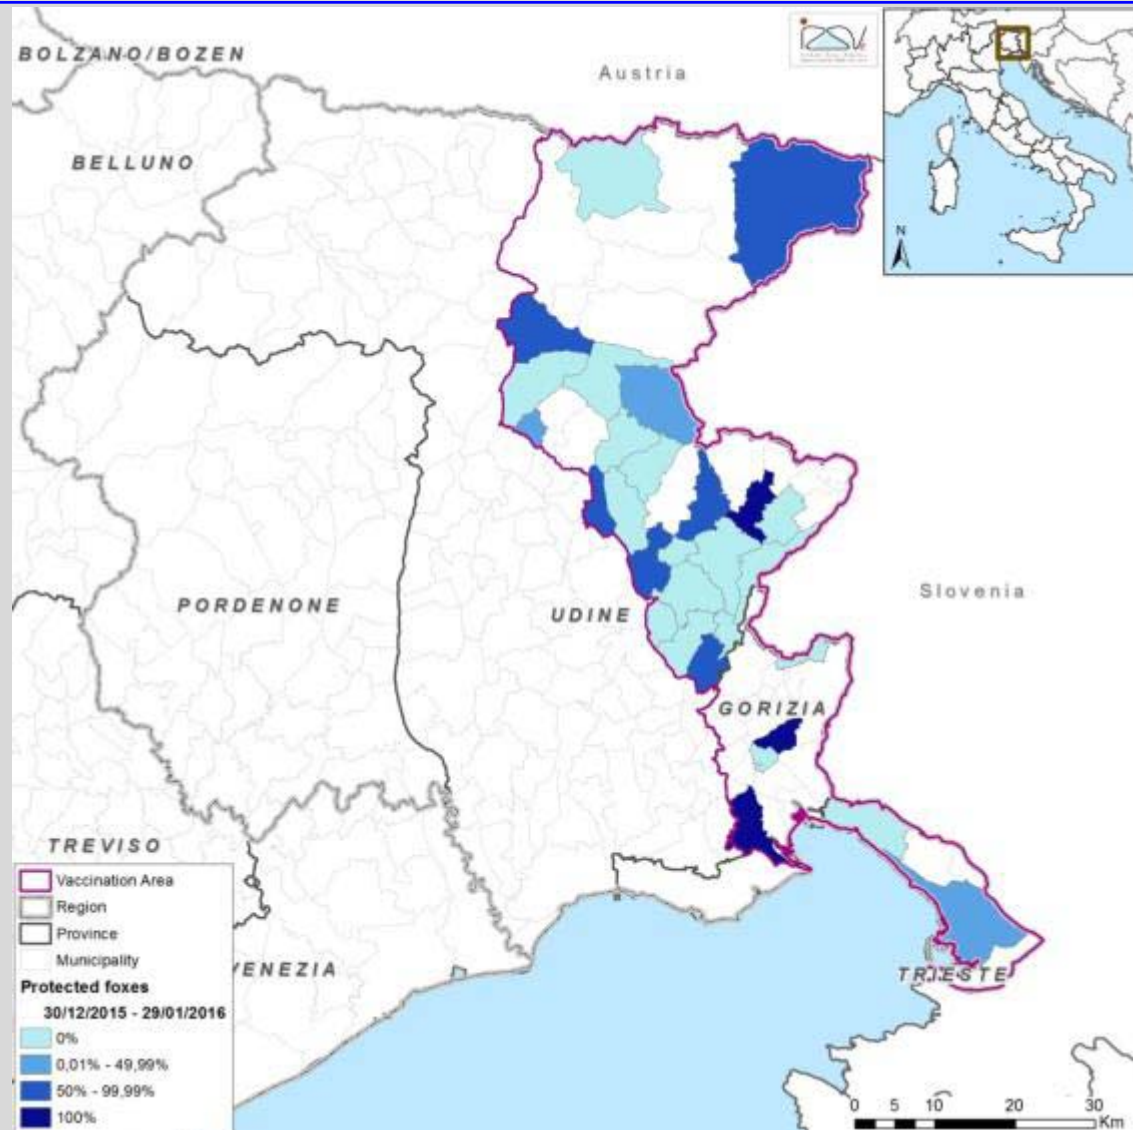 BOLZANO/BOZEN
Austria
BELLUNO
N
PORDENONE
UDINE
Slovenia
GORIZIA
TREVISO
VENEZIA
TRIESTE
Vaccination Area
Region
Province
Municipality
Protected foxes
30/12/2015 - 29/01/2016
0%
0,01% - 49,99%
50% - 99,99%
100%
0 5 10 20 30
Km